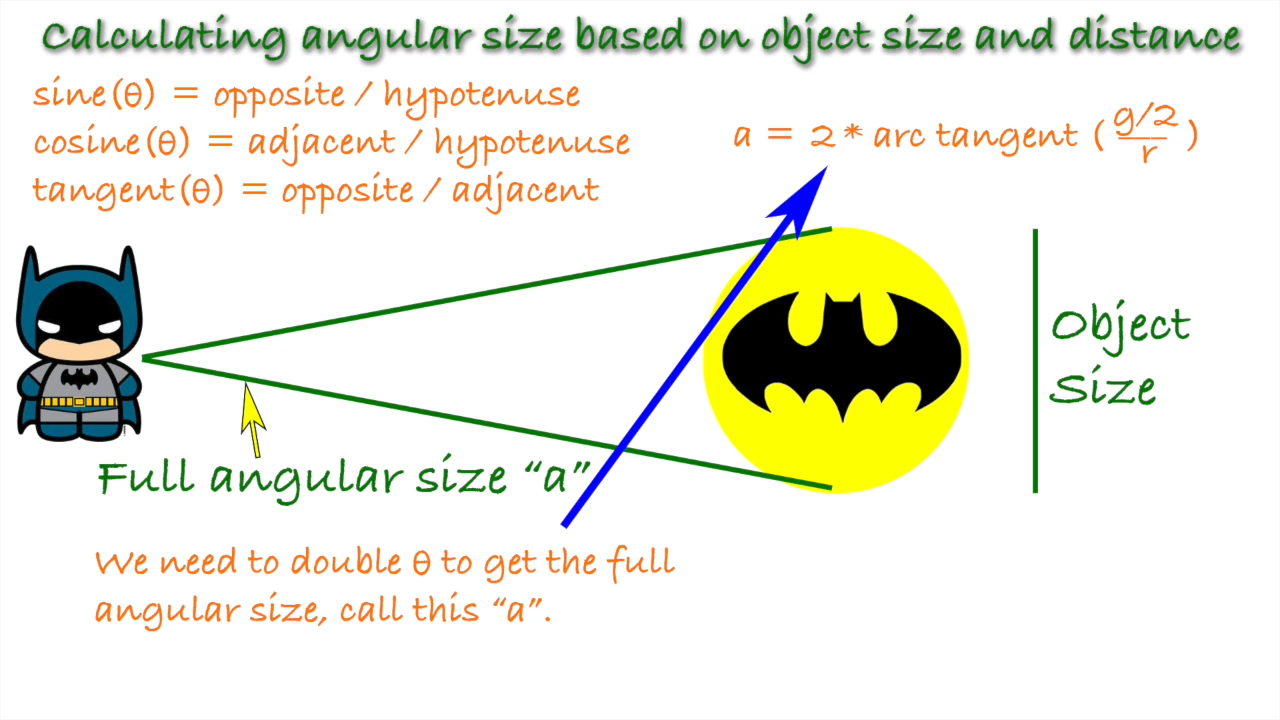 Calculating angular size based on object size and distance
sine(θ) = opposite / hypotenuse
cosine(θ) = adjacent / hypotenuse
tangent(θ) = opposite / adjacent
a = 2 * arc tangent ( g/2 / r )
Object
Size
Full angular size “a”
We need to double θ to get the full
angular size, call this “a”.